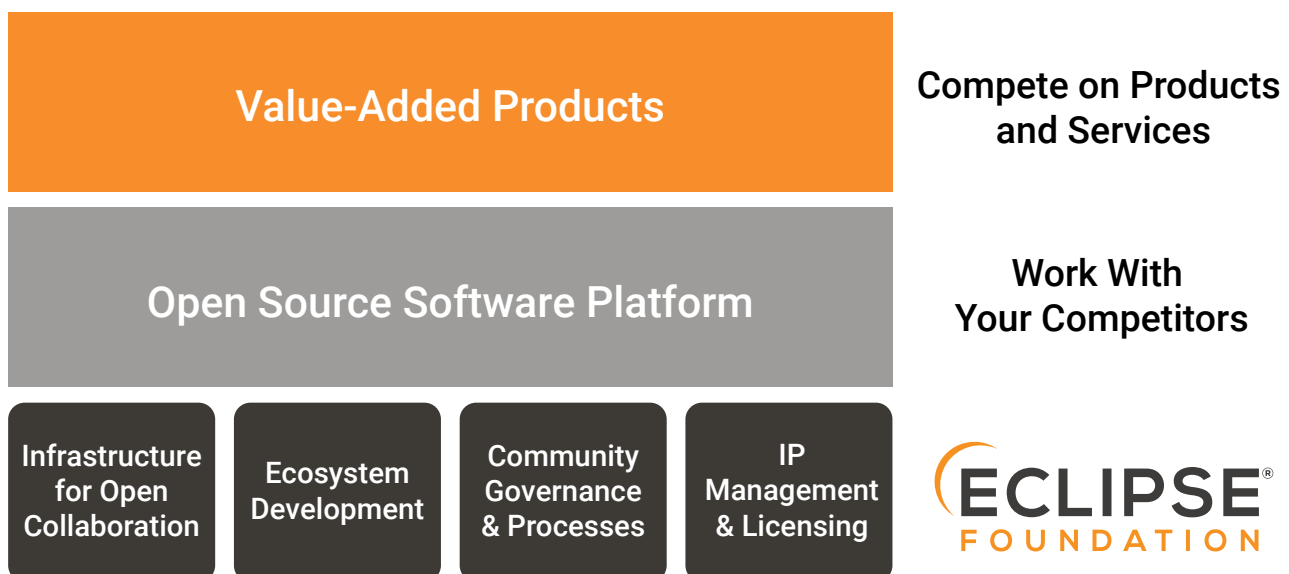 Value-Added Products
Compete on Products
and Services
Open Source Software Platform
Work With
Your Competitors
Infrastructure
for Open
Collaboration
Ecosystem
Development
Community
Governance
& Processes
IP
Management
& Licensing
ECLIPSE®
FOUNDATION